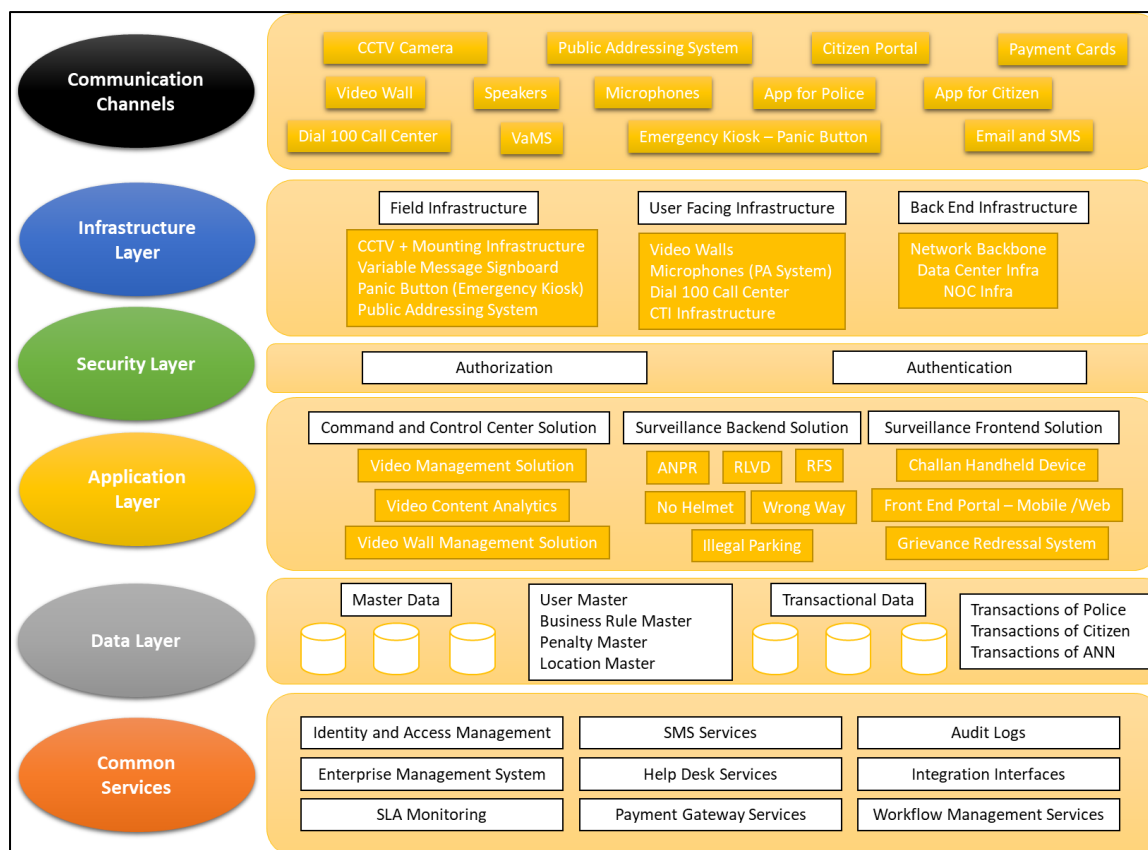 Communication
Channels
CCTV Camera
Public Addressing System
Citizen Portal
Payment Cards
Video Wall
Speakers
Microphones
App for Police
App for Citizen
Dial 100 Call Center
VaMS
Emergency Kiosk – Panic Button
Email and SMS
Infrastructure
Layer
Field Infrastructure
CCTV + Mounting Infrastructure
Variable Message Signboard
Panic Button (Emergency Kiosk)
Public Addressing System
User Facing Infrastructure
Video Walls
Microphones (PA System)
Dial 100 Call Center
CTI Infrastructure
Back End Infrastructure
Network Backbone
Data Center Infra
NOC Infra
Security Layer
Authorization
Authentication
Application
Layer
Command and Control Center Solution
Video Management Solution
Video Content Analytics
Video Wall Management Solution
Surveillance Backend Solution
ANPR
RLVD
RFS
No Helmet
Wrong Way
Illegal Parking
Surveillance Frontend Solution
Challan Handheld Device
Front End Portal – Mobile /Web
Grievance Redressal System
Data Layer
Master Data
User Master
Business Rule Master
Penalty Master
Location Master
Transactional Data
Transactions of Police
Transactions of Citizen
Transactions of ANN
Common
Services
Identity and Access Management
SMS Services
Audit Logs
Enterprise Management System
Help Desk Services
Integration Interfaces
SLA Monitoring
Payment Gateway Services
Workflow Management Services